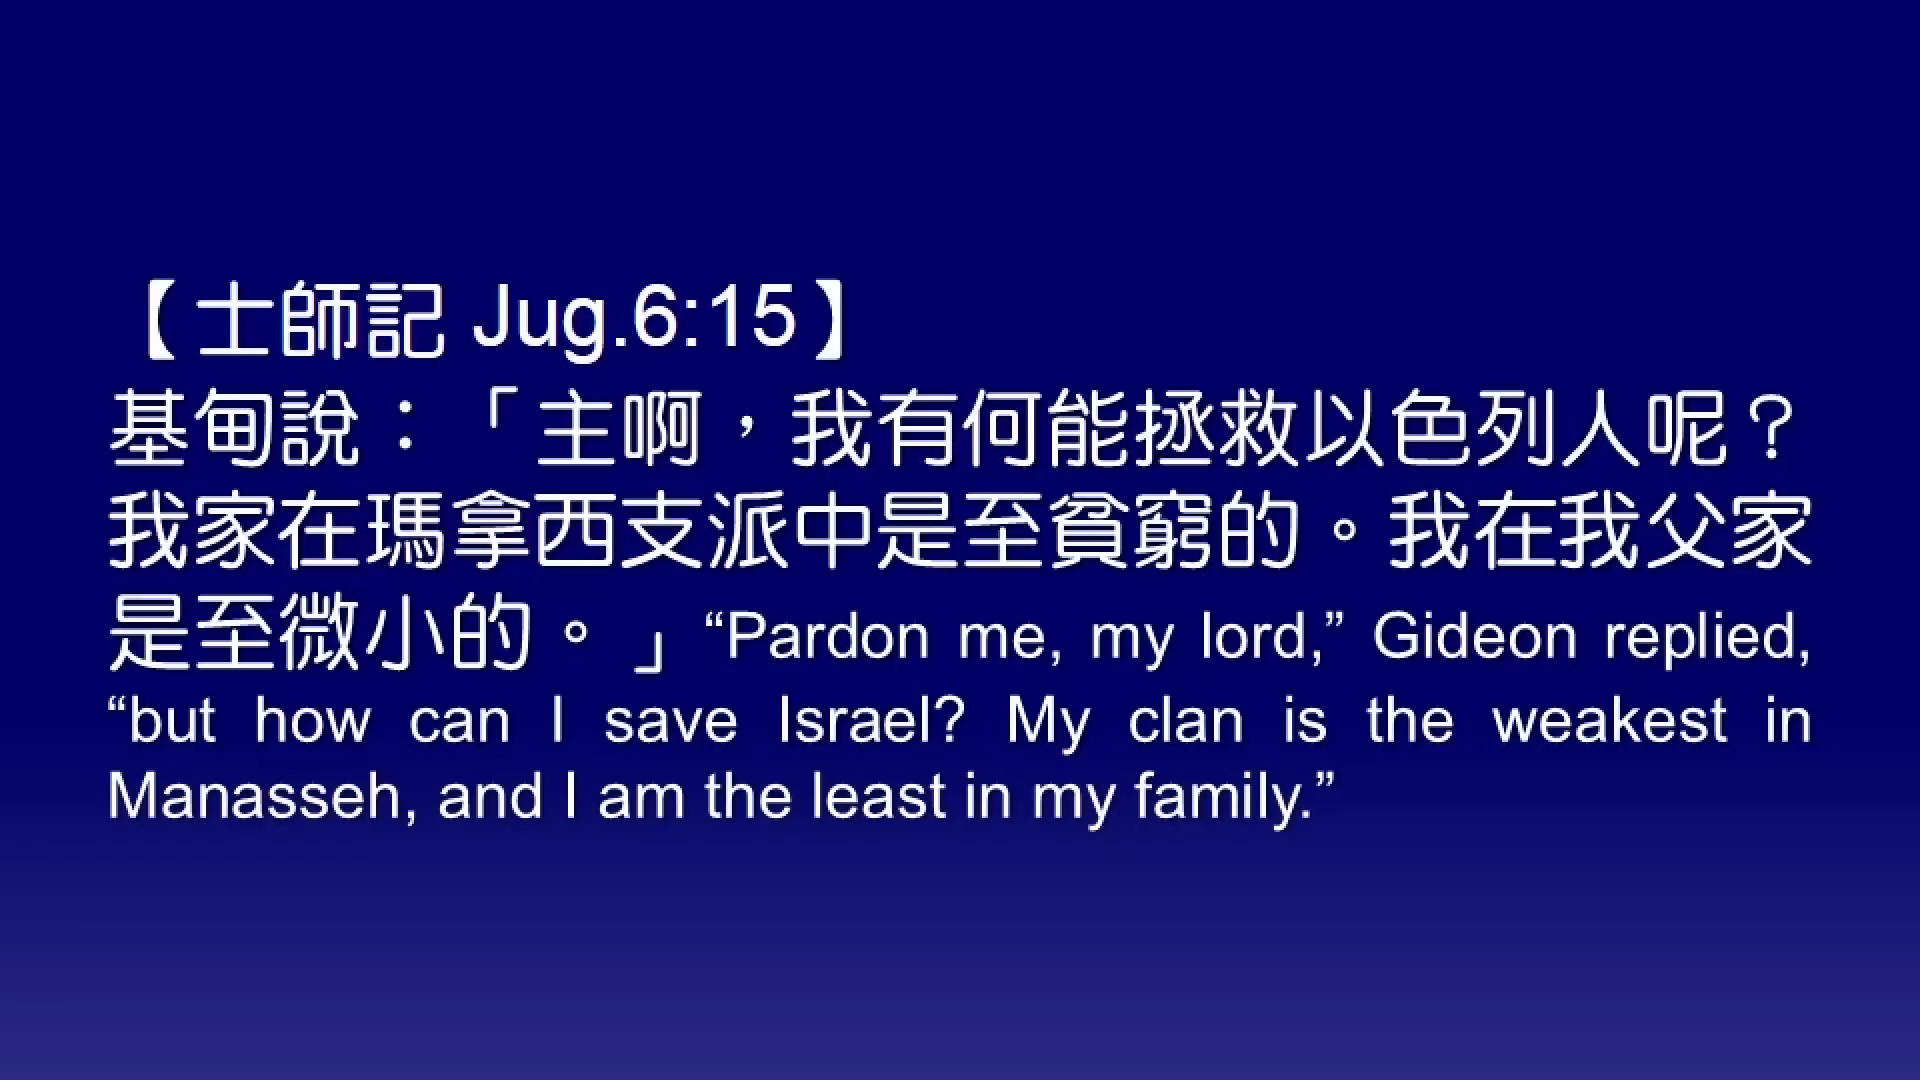 【士師記 Jug.6:15】
基甸說：「主啊，我有何能拯救以色列人呢？
我家在瑪拿西支派中是至貧窮的。我在我父家
是至微小的。」“Pardon me, my lord,” Gideon replied,
“but how can I save Israel? My clan is the weakest in
Manasseh, and I am the least in my family.”